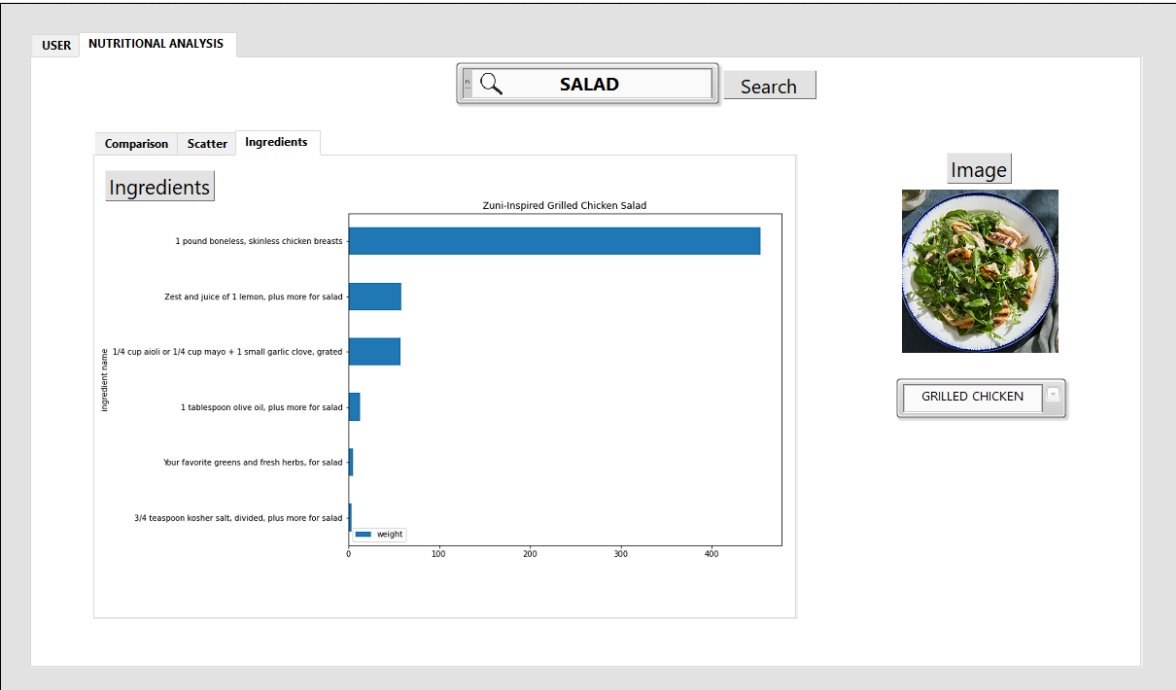 USER
NUTRITIONAL ANALYSIS
SALAD
Search
Comparison
Scatter
Ingredients
Ingredients
Zuni-Inspired Grilled Chicken Salad
ingredient name
1 pound boneless, skinless chicken breasts
Zest and juice of 1 lemon, plus more for salad
1/4 cup aioli or 1/4 cup mayo + 1 small garlic clove, grated
1 tablespoon olive oil, plus more for salad
Your favorite greens and fresh herbs, for salad
3/4 teaspoon kosher salt, divided, plus more for salad
weight
0
100
200
300
400
Image
GRILLED CHICKEN